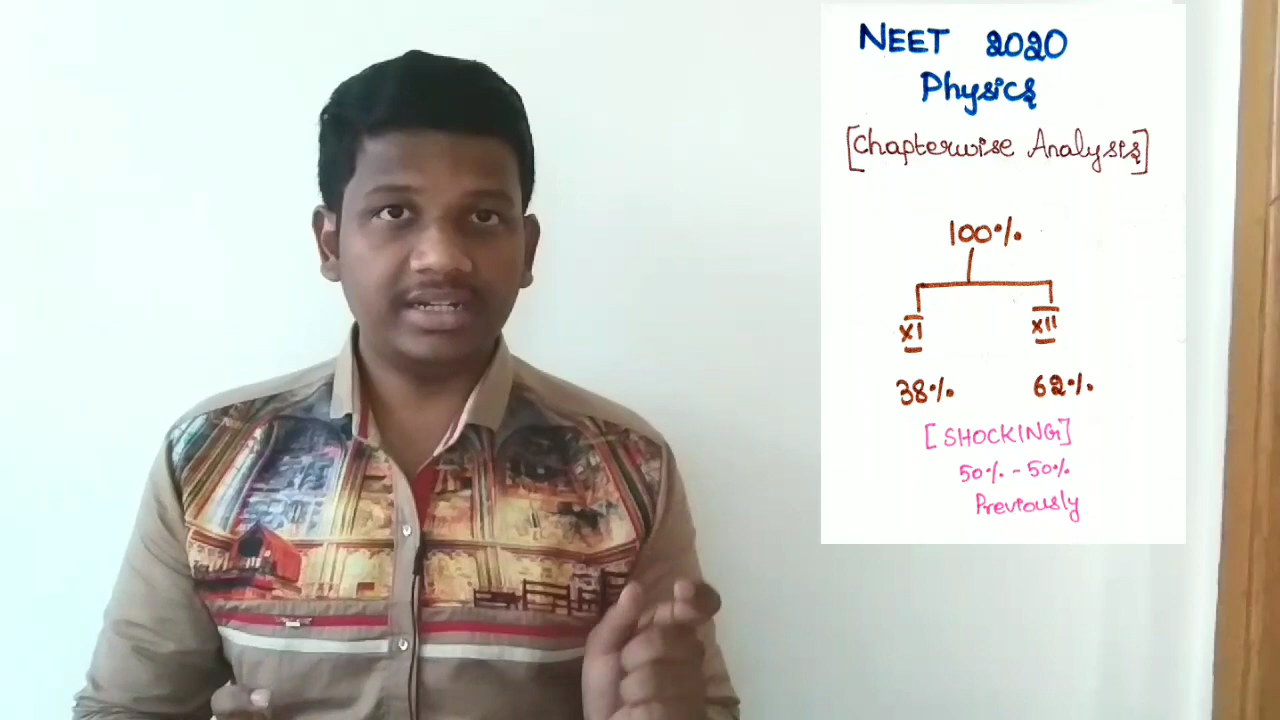 NEET 2020
Physics
[Chapterwise Analysis]
100%
XI XII
38% 62%
[SHOCKING]
50% - 50%
Previously